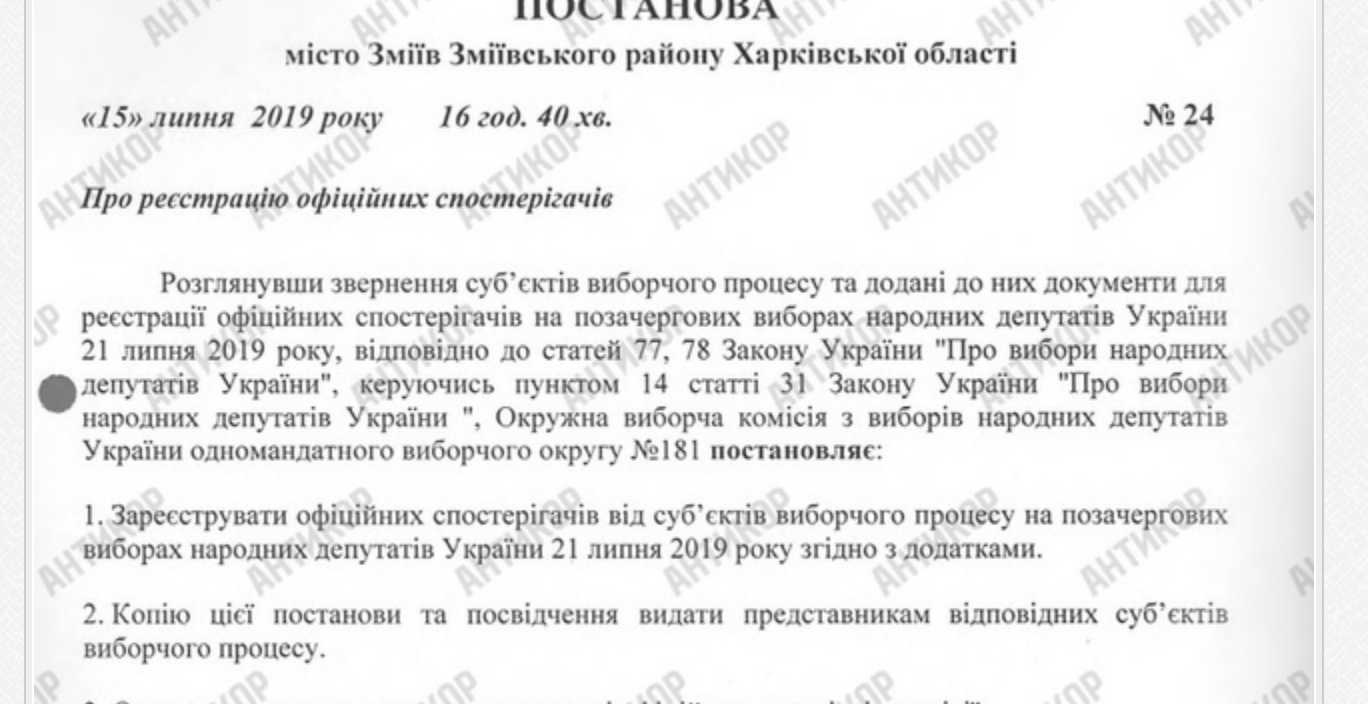 ПОСТАНОВА
місто Зміїв Зміївського району Харківської області
«15» липня 2019 року 16 год. 40 хв. № 24
Про реєстрацію офіційних спостерігачів
Розглянувши звернення суб’єктів виборчого процесу та додані до них документи для
реєстрації офіційних спостерігачів на позачергових виборах народних депутатів України
21 липня 2019 року, відповідно до статей 77, 78 Закону України "Про вибори народних
депутатів України", керуючись пунктом 14 статті 31 Закону України "Про вибори
народних депутатів України ", Окружна виборча комісія з виборів народних депутатів
України одномандатного виборчого округу №181 постановляє:
1. Зареєструвати офіційних спостерігачів від суб’єктів виборчого процесу на позачергових
виборах народних депутатів України 21 липня 2019 року згідно з додатками.
2. Копію цієї постанови та посвідчення видати представникам відповідних суб’єктів
виборчого процесу.
АНТИКОР